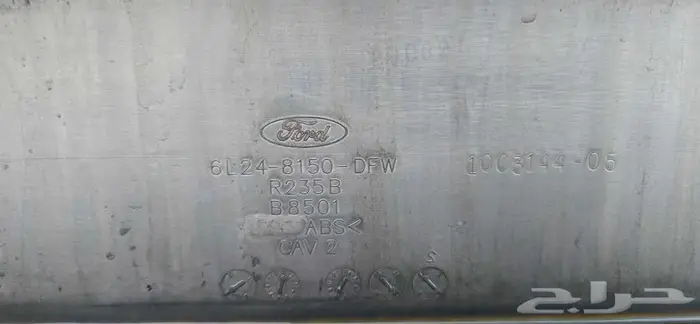 Ford
6L24-8150-DFW 10C3144-05
R235B
B8501
ABS<
CAV 2
S
حراج